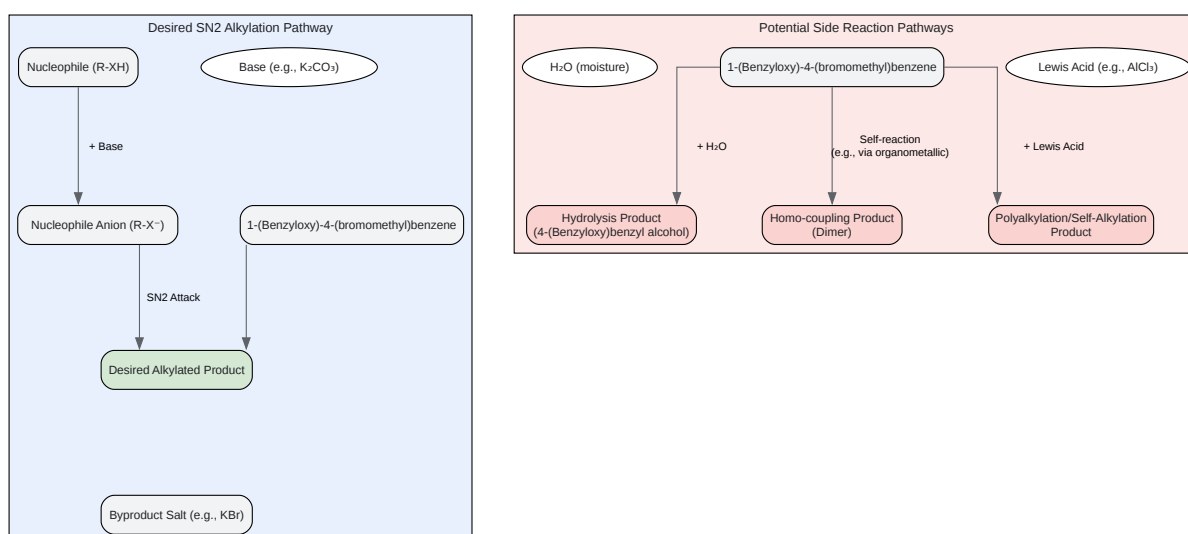 Desired SN2 Alkylation Pathway
Nucleophile (R-XH)
Base (e.g., K₂CO₃)
+ Base
Nucleophile Anion (R-X⁻)
1-(Benzyloxy)-4-(bromomethyl)benzene
SN2 Attack
Desired Alkylated Product
Byproduct Salt (e.g., KBr)
Potential Side Reaction Pathways
H₂O (moisture)
1-(Benzyloxy)-4-(bromomethyl)benzene
Lewis Acid (e.g., AlCl₃)
+ H₂O
Self-reaction
(e.g., via organometallic)
+ Lewis Acid
Hydrolysis Product
(4-(Benzyloxy)benzyl alcohol)
Homo-coupling Product
(Dimer)
Polyalkylation/Self-Alkylation
Product